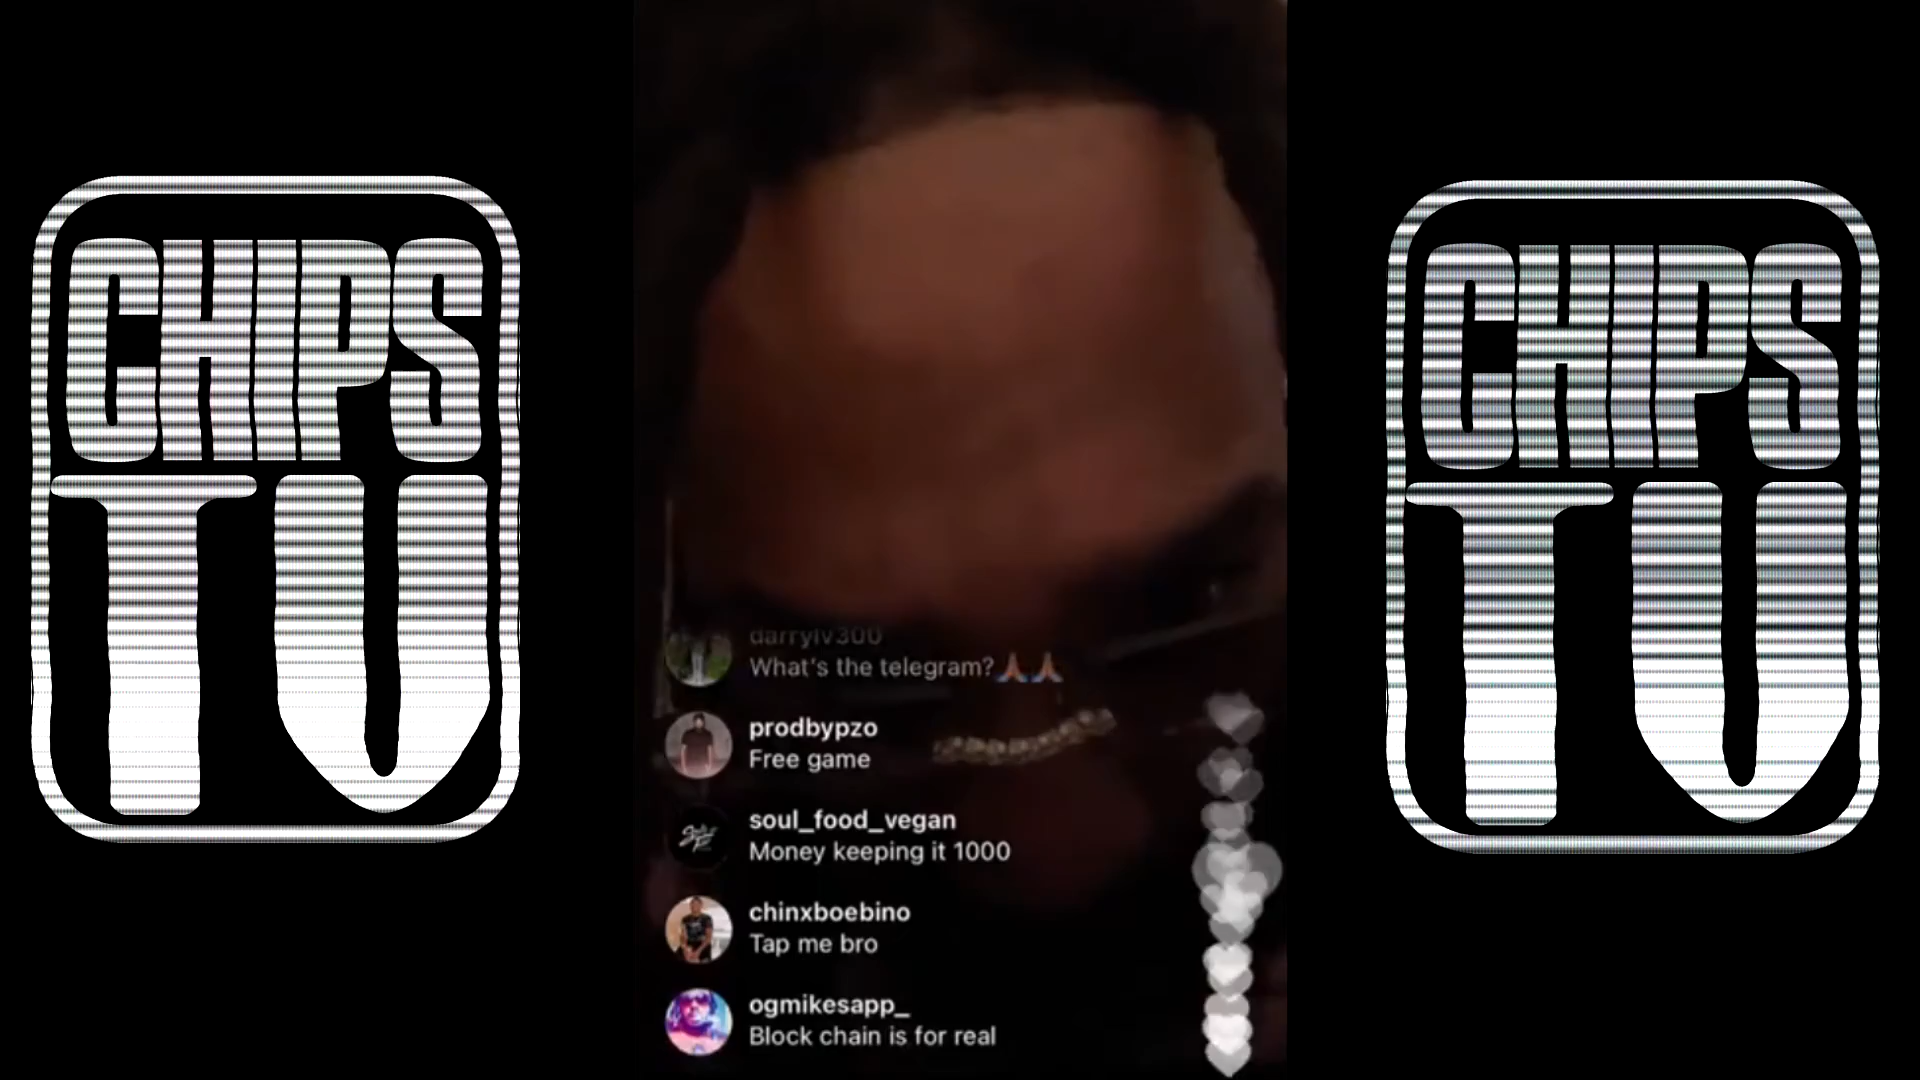 CHIPS
TV
darrylv300
What's the telegram?🙏🏾🙏🏾
prodbypzo
Free game
soul_food_vegan
Money keeping it 1000
chinxboebino
Tap me bro
ogmikesapp_
Block chain is for real
CHIPS
TV